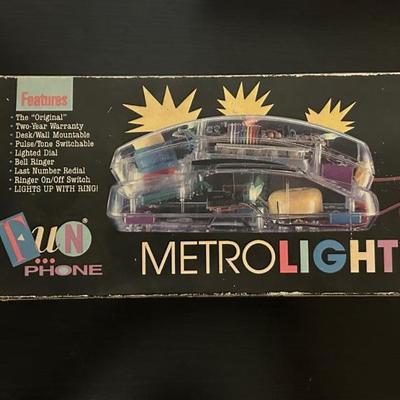 Features
• The "Original"
• Two-Year Warranty
• Desk/Wall Mountable
• Pulse/Tone Switchable
• Lighted Dial
• Bell Ringer
• Last Number Redial
• Ringer On/Off Switch
• LIGHTS UP WITH RING!
FUN®
PHONE
METROLIGHT